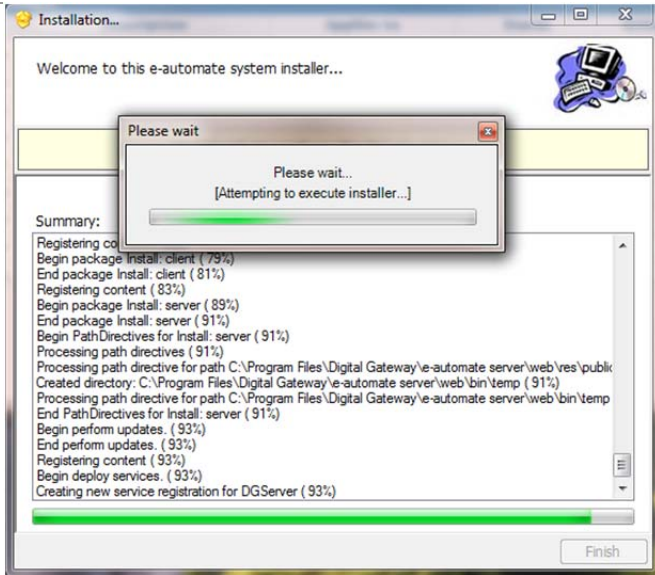 Installation...
Welcome to this e-automate system installer...
Please wait
Please wait...
[Attempting to execute installer...]
Summary:
Registering co
Begin package Install: client ( 79%)
End package Install: client ( 81%)
Registering content ( 83%)
Begin package Install: server ( 89%)
End package Install: server ( 91%)
Begin PathDirectives for Install: server ( 91%)
Processing path directives ( 91%)
Processing path directive for path C:\Program Files\Digital Gateway\e-automate server\web\res\public
Created directory: C:\Program Files\Digital Gateway\e-automate server\web\bin\temp ( 91%)
Processing path directive for path C:\Program Files\Digital Gateway\e-automate server\web\bin\temp
End PathDirectives for Install: server ( 91%)
Begin perform updates. ( 93%)
End perform updates. ( 93%)
Registering content ( 93%)
Begin deploy services. ( 93%)
Creating new service registration for DGServer ( 93%)
Finish